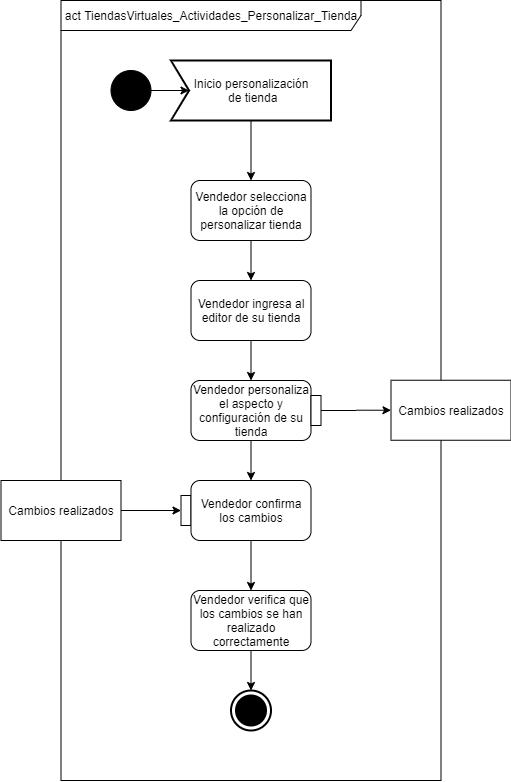 act TiendasVirtuales_Actividades_Personalizar_Tienda
Inicio personalización
de tienda
Vendedor selecciona
la opción de
personalizar tienda
Vendedor ingresa al
editor de su tienda
Vendedor personaliza
el aspecto y
configuración de su
tienda
Cambios realizados
Cambios realizados
Vendedor confirma
los cambios
Vendedor verifica que
los cambios se han
realizado
correctamente